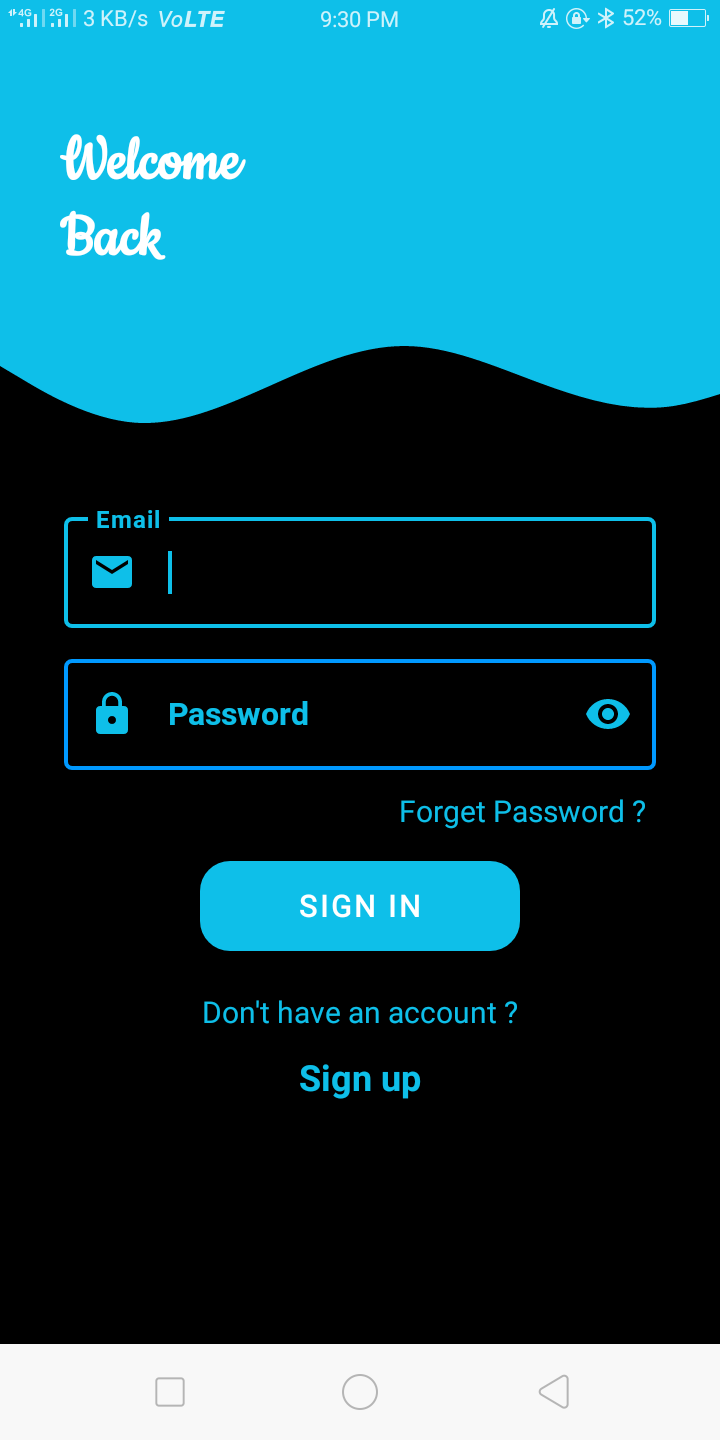 4G 2G 3 KB/s VoLTE 9:30 PM 52%
Welcome
Back
Email
Password
Forget Password ?
SIGN IN
Don't have an account ?
Sign up